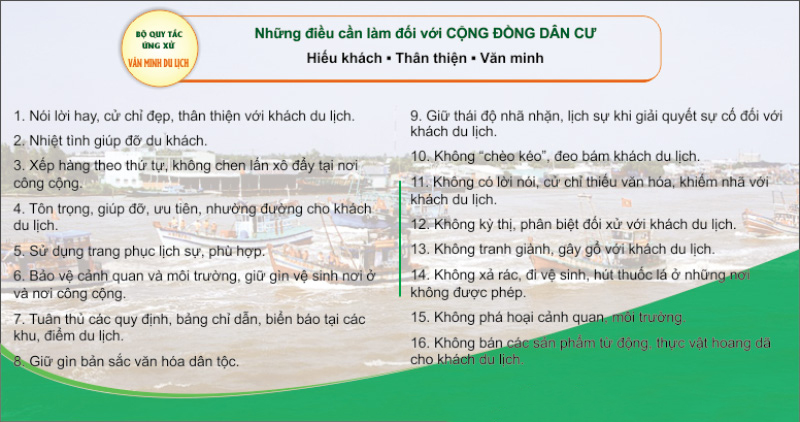 BỘ QUY TẮC
ỨNG XỬ
VĂN MINH DU LỊCH
Những điều cần làm đối với CỘNG ĐỒNG DÂN CƯ
Hiếu khách ▪ Thân thiện ▪ Văn minh
1. Nói lời hay, cử chỉ đẹp, thân thiện với khách du lịch.
2. Nhiệt tình giúp đỡ du khách.
3. Xếp hàng theo thứ tự, không chen lấn xô đẩy tại nơi
công cộng.
4. Tôn trọng, giúp đỡ, ưu tiên, nhường đường cho khách
du lịch.
5. Sử dụng trang phục lịch sự, phù hợp.
6. Bảo vệ cảnh quan và môi trường, giữ gìn vệ sinh nơi ở
và nơi công cộng.
7. Tuân thủ các quy định, bảng chỉ dẫn, biển báo tại các
khu, điểm du lịch.
8. Giữ gìn bản sắc văn hóa dân tộc.
9. Giữ thái độ nhã nhặn, lịch sự khi giải quyết sự cố đối với
khách du lịch.
10. Không “chèo kéo”, đeo bám khách du lịch.
11. Không có lời nói, cử chỉ thiếu văn hóa, khiếm nhã với
khách du lịch.
12. Không kỳ thị, phân biệt đối xử với khách du lịch.
13. Không tranh giành, gây gổ với khách du lịch.
14. Không xả rác, đi vệ sinh, hút thuốc lá ở những nơi
không được phép.
15. Không phá hoại cảnh quan, môi trường.
16. Không bán các sản phẩm từ động, thực vật hoang dã
cho khách du lịch.